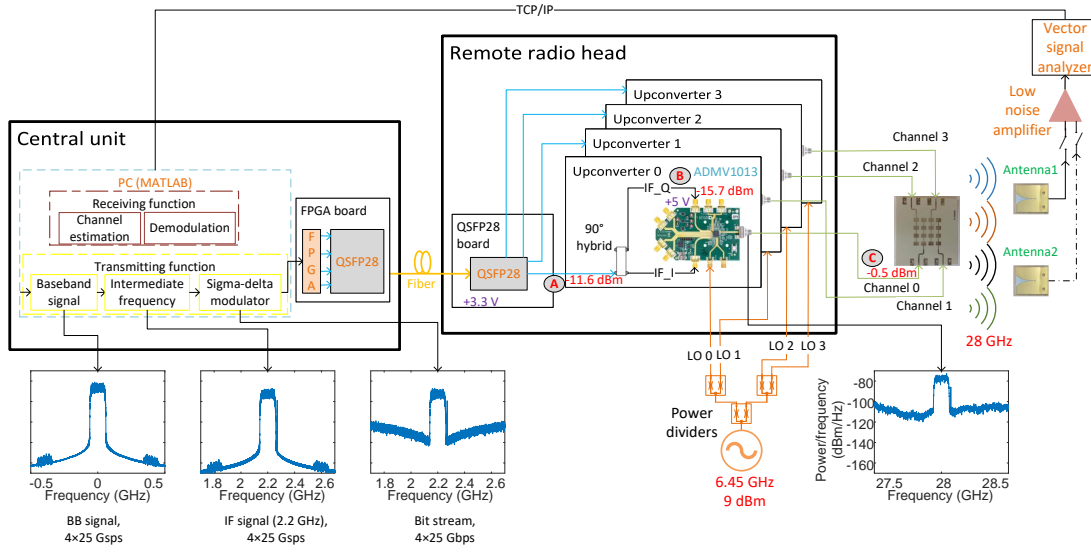 TCP/IP
Vector
signal
analyzer
Low
noise
amplifier
Remote radio head
Upconverter 3
Upconverter 2
Upconverter 1
Upconverter 0
IF_Q
B
ADMV1013
-15.7 dBm
+5 V
90°
hybrid
IF_I
Central unit
PC (MATLAB)
Receiving function
Channel
estimation
Demodulation
Transmitting function
Baseband
signal
Intermediate
frequency
Sigma-delta
modulator
FPGA board
F
P
G
A
QSFP28
Fiber
QSFP28
board
QSFP28
+3.3 V
A
-11.6 dBm
Channel 3
Channel 2
C
-0.5 dBm
Channel 0
Channel 1
Antenna1
Antenna2
28 GHz
LO 0
LO 1
LO 2
LO 3
Power
dividers
6.45 GHz
9 dBm
-0.5
0
0.5
Frequency (GHz)
BB signal,
4×25 Gsps
1.8
2
2.2
2.4
2.6
Frequency (GHz)
IF signal (2.2 GHz),
4×25 Gsps
1.8
2
2.2
2.4
2.6
Frequency (GHz)
Bit stream,
4×25 Gbps
Power/frequency
(dBm/Hz)
-80
-100
-120
-140
-160
27.5
28
28.5
Frequency (GHz)